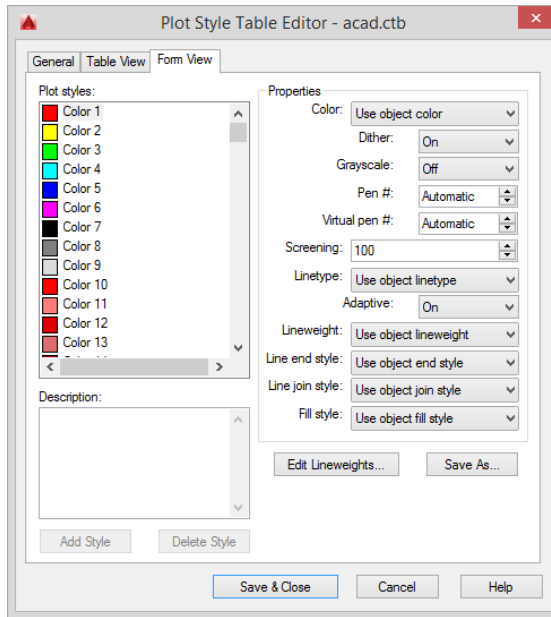 Plot Style Table Editor - acad.ctb
General Table View Form View
Plot styles:
Color 1
Color 2
Color 3
Color 4
Color 5
Color 6
Color 7
Color 8
Color 9
Color 10
Color 11
Color 12
Color 13
Description:
Add Style Delete Style
Properties
Color: Use object color
Dither: On
Grayscale: Off
Pen #: Automatic
Virtual pen #: Automatic
Screening: 100
Linetype: Use object linetype
Adaptive: On
Lineweight: Use object lineweight
Line end style: Use object end style
Line join style: Use object join style
Fill style: Use object fill style
Edit Lineweights... Save As...
Save & Close Cancel Help